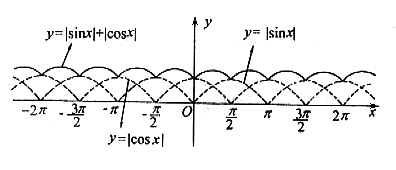 y=|sinx|+|cosx|
y
y= |sinx|
-2π -3π/2 -π -π/2 O π/2 π 3π/2 2π x
y=|cosx|